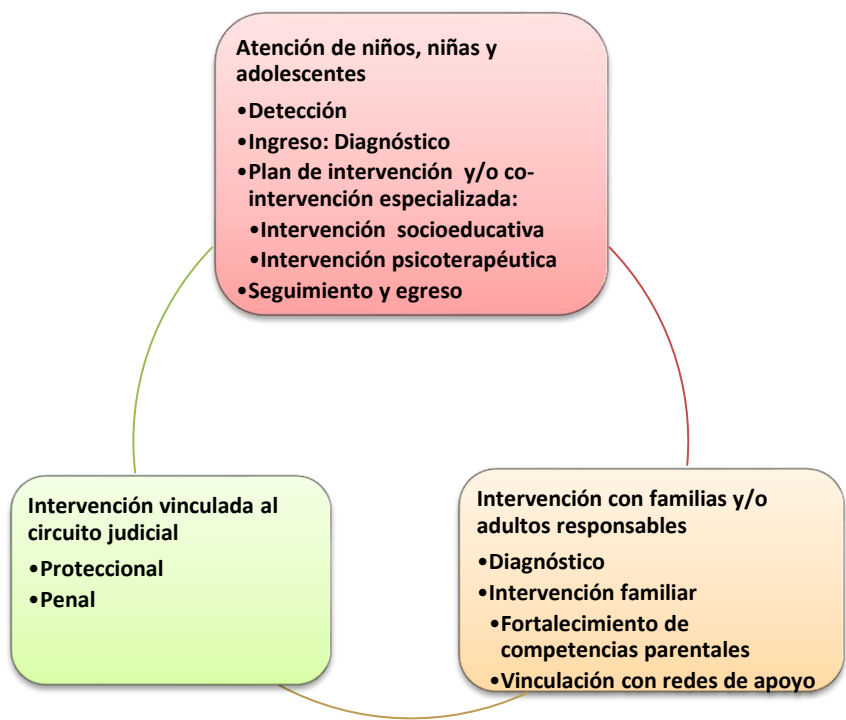 Atención de niños, niñas y
adolescentes
•Detección
•Ingreso: Diagnóstico
•Plan de intervención y/o co-
intervención especializada:
•Intervención socioeducativa
•Intervención psicoterapéutica
•Seguimiento y egreso
Intervención vinculada al
circuito judicial
•Proteccional
•Penal
Intervención con familias y/o
adultos responsables
•Diagnóstico
•Intervención familiar
•Fortalecimiento de
competencias parentales
•Vinculación con redes de apoyo